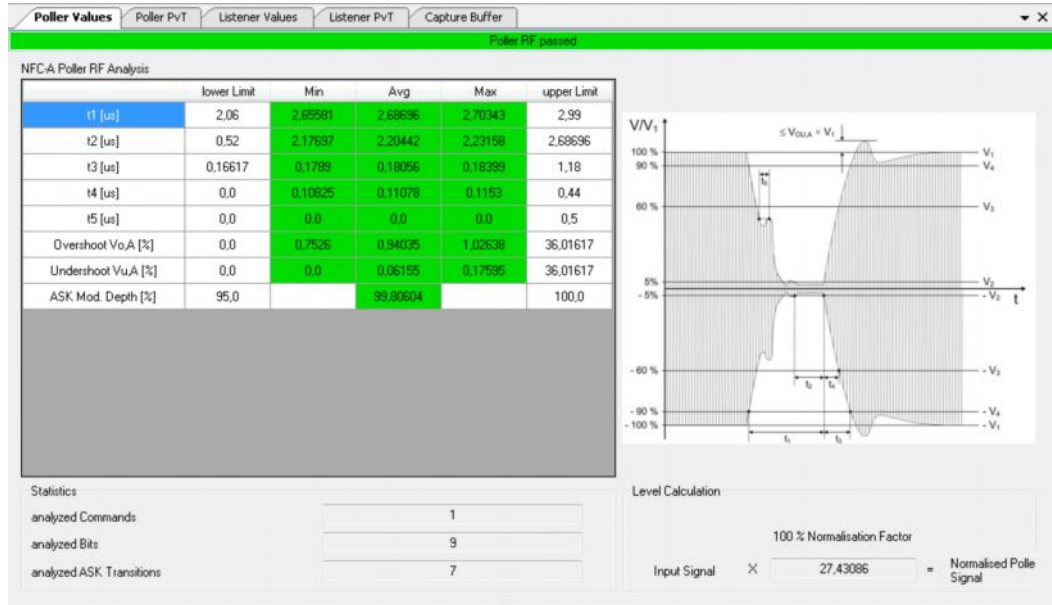 Poller Values Poller PvT Listener Values Listener PvT Capture Buffer
Poller RF passed
NFC-A Poller RF Analysis
lower Limit Min Avg Max upper Limit
t1 [us] 2,06 2,65581 2,68696 2,70343 2,99
t2 [us] 0,52 2,17697 2,20442 2,23158 2,68696
t3 [us] 0,16617 0,1789 0,18056 0,18399 1,18
t4 [us] 0,0 0,10825 0,11078 0,1153 0,44
t5 [us] 0,0 0,0 0,0 0,0 0,5
Overshoot Vo,A [%] 0,0 0,7526 0,94035 1,02638 36,01617
Undershoot Vu,A [%] 0,0 0,0 0,06155 0,17595 36,01617
ASK Mod. Depth [%] 95,0 99,80604 100,0
V/V₁
≤ VOU,A × V₁
100 % V₁
90 % V₄
t₅
60 % V₃
5% V₂
- 5% - V₂ t
- 60 % - V₃
t₂ t₄
- 90 % - V₄
- 100 % - V₁
t₁ t₃
Statistics
analyzed Commands 1
analyzed Bits 9
analyzed ASK Transitions 7
Level Calculation
100 % Normalisation Factor
Input Signal X 27,43086 = Normalised Polle
Signal